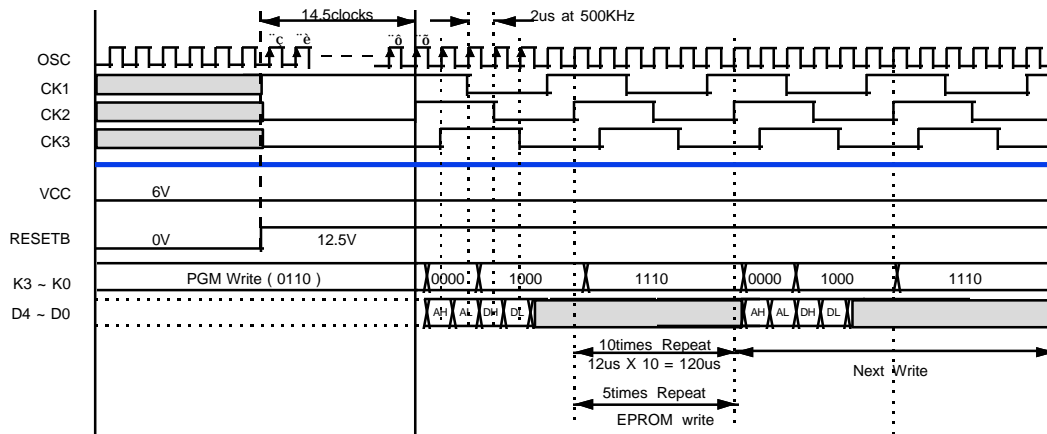 14.5clocks
2us at 500KHz
¨ç ¨è ¨ô ¨õ
OSC
CK1
CK2
CK3
VCC 6V
RESETB 0V 12.5V
K3 ~ K0 PGM Write ( 0110 ) 0000 1000 1110 0000 1000 1110
D4 ~ D0 AH AL DH DL AH AL DH DL
10times Repeat
12us X 10 = 120us
Next Write
5times Repeat
EPROM write